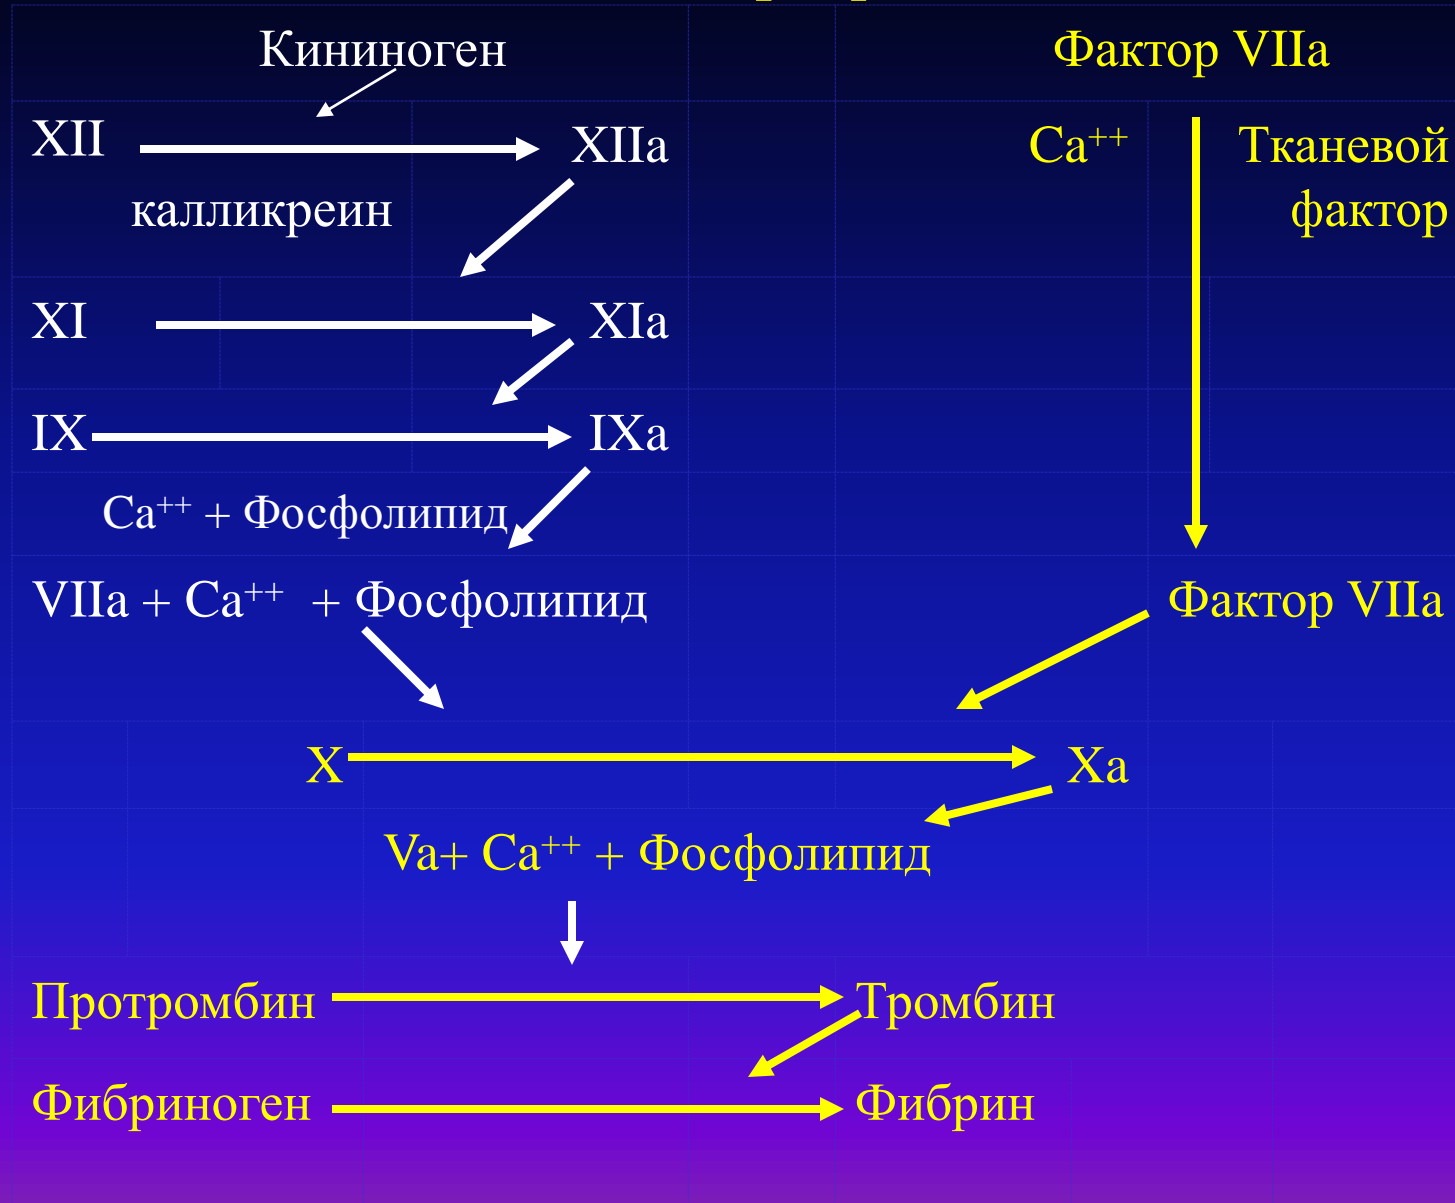 Кининоген
Фактор VIIa
XII
XIIa
Ca++
Тканевой
фактор
калликреин
XI
XIa
IX
IXa
Ca++ + Фосфолипид
VIIa + Ca++ + Фосфолипид
Фактор VIIa
X
Xa
Va+ Ca++ + Фосфолипид
Протромбин
Тромбин
Фибриноген
Фибрин